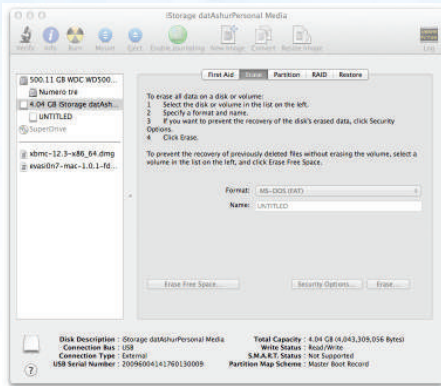 iStorage datAshurPersonal Media
Verify Info Burn Mount Eject Enable Journaling New Image Convert Resize Image Log
First Aid Erase Partition RAID Restore
500.11 GB WDC WD500...
Numero tre
4.04 GB iStorage datAsh...
UNTITLED
SuperDrive
xbmc-12.3-x86_64.dmg
evasi0n7-mac-1.0.1-fd...
To erase all data on a disk or volume:
1 Select the disk or volume in the list on the left.
2 Specify a format and name.
3 If you want to prevent the recovery of the disk's erased data, click Security
Options.
4 Click Erase.
To prevent the recovery of previously deleted files without erasing the volume, select a
volume in the list on the left, and click Erase Free Space.
Format: MS-DOS (FAT)
Name: UNTITLED
Erase Free Space... Security Options... Erase...
Disk Description : iStorage datAshurPersonal Media
Connection Bus : USB
Connection Type : External
USB Serial Number : 20096004141760130009
Total Capacity : 4.04 GB (4,043,309,056 Bytes)
Write Status : Read/Write
S.M.A.R.T. Status : Not Supported
Partition Map Scheme : Master Boot Record
?